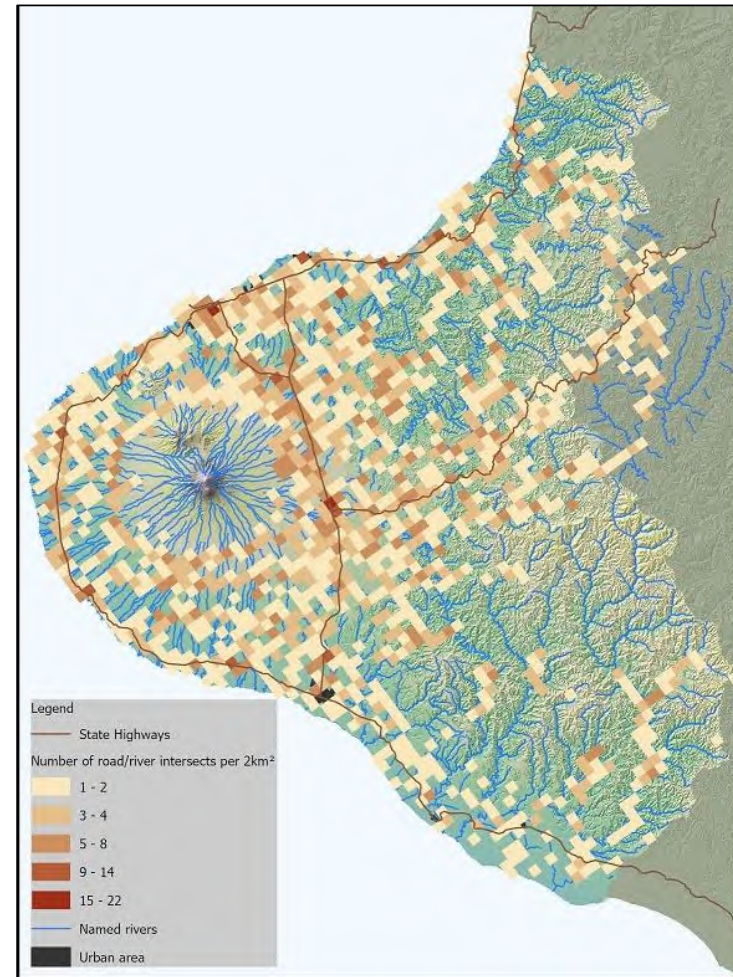 Legend
State Highways
Number of road/river intersects per 2km²
1 - 2
3 - 4
5 - 8
9 - 14
15 - 22
Named rivers
Urban area